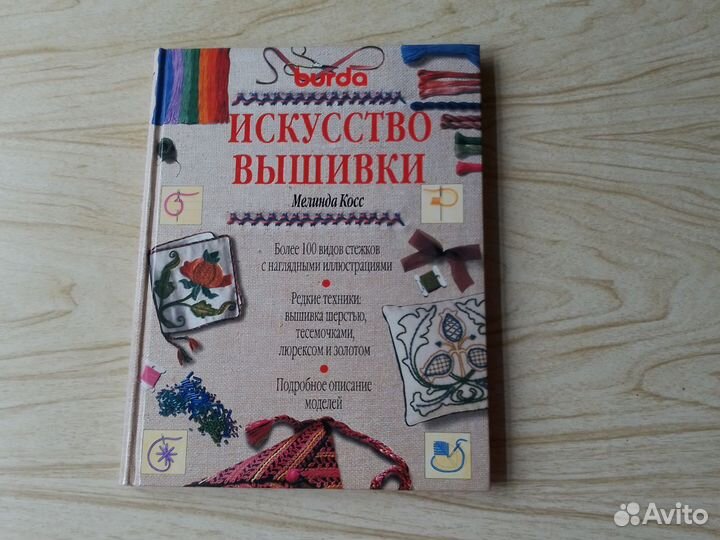 burda
ИСКУССТВО
ВЫШИВКИ
Мелинда Косс
Более 100 видов стежков
с наглядными иллюстрациями
Редкие техники:
вышивка шерстью,
тесемочками,
люрексом и золотом
Подробное описание
моделей
Avito